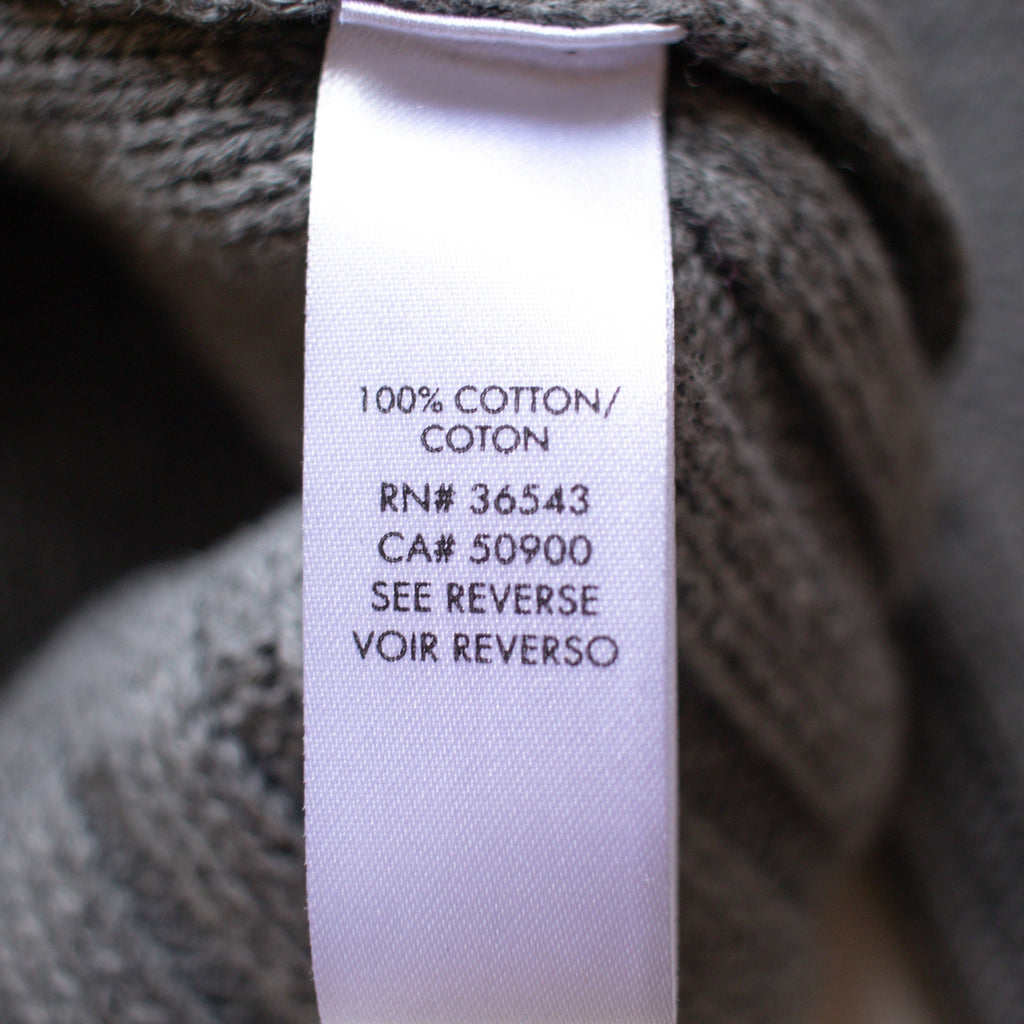 100% COTTON/
COTON
RN# 36543
CA# 50900
SEE REVERSE
VOIR REVERSO